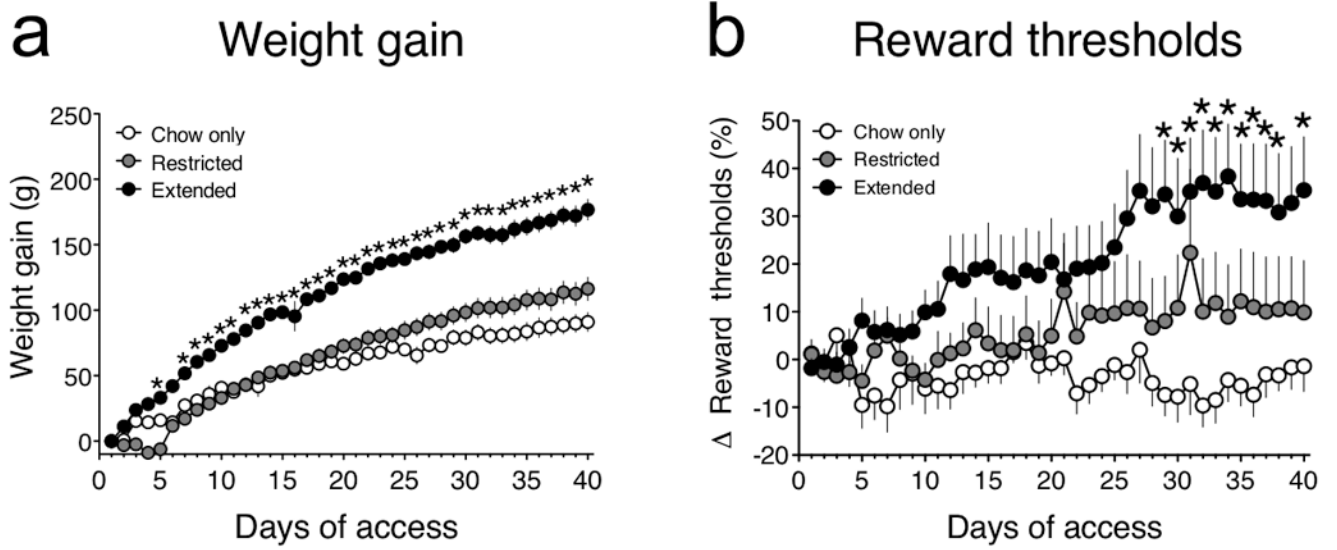 a Weight gain
250
200
150
100
50
0
Weight gain (g)
Chow only
Restricted
Extended
* * * * * * * * * * * * * * * * * * * * * * * * * * * * * * * * * * *
0 5 10 15 20 25 30 35 40
Days of access
b Reward thresholds
50
40
30
20
10
0
-10
-20
Δ Reward thresholds (%)
Chow only
Restricted
Extended
* * * * * * * * * * *
0 5 10 15 20 25 30 35 40
Days of access